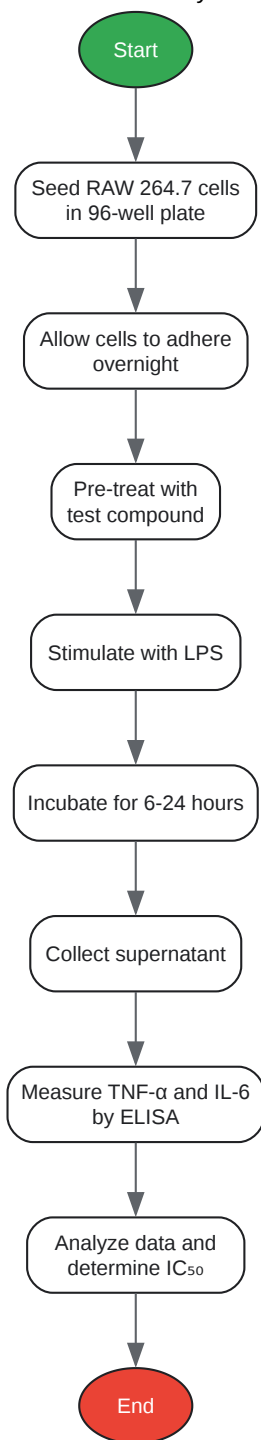 Start
Seed RAW 264.7 cells
in 96-well plate
Allow cells to adhere
overnight
Pre-treat with
test compound
Stimulate with LPS
Incubate for 6-24 hours
Collect supernatant
Measure TNF-α and IL-6
by ELISA
Analyze data and
determine IC₅₀
End